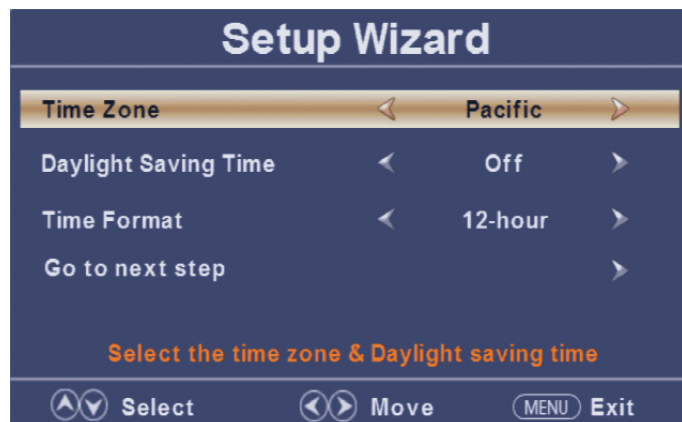 Setup Wizard
Time Zone Pacific
Daylight Saving Time Off
Time Format 12-hour
Go to next step
Select the time zone & Daylight saving time
Select Move MENU Exit